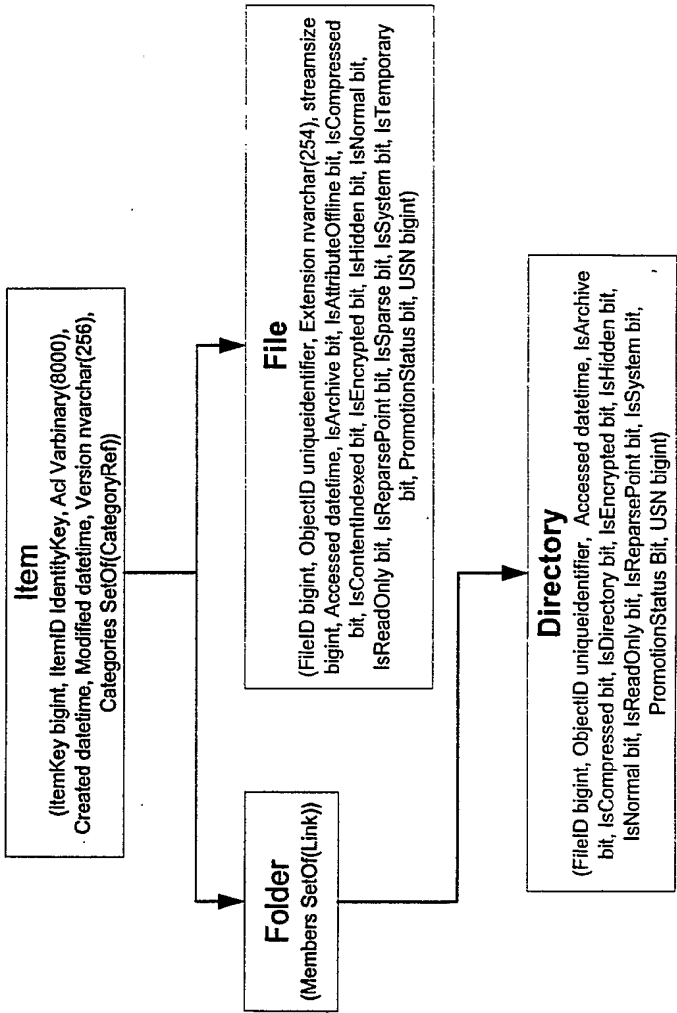 Item
(ItemKey bigint, ItemID IdentityKey, Acl Varbinary(8000),
Created datetime, Modified datetime, Version nvarchar(256),
Categories SetOf(CategoryRef))
Folder
(Members SetOf(Link))
File
(FileID bigint, ObjectID uniqueidentifier, Extension nvarchar(254), streamsize
bigint, Accessed datetime, IsArchive bit, IsAttributeOffline bit, IsCompressed
bit, IsContentIndexed bit, IsEncrypted bit, IsHidden bit, IsNormal bit,
IsReadOnly bit, IsReparsePoint bit, IsSparse bit, IsSystem bit, IsTemporary
bit, PromotionStatus bit, USN bigint)
Directory
(FileID bigint, ObjectID uniqueidentifier, Accessed datetime, IsArchive
bit, IsCompressed bit, IsDirectory bit, IsEncrypted bit, IsHidden bit,
IsNormal bit, IsReadOnly bit, IsReparsePoint bit, IsSystem bit,
PromotionStatus Bit, USN bigint)